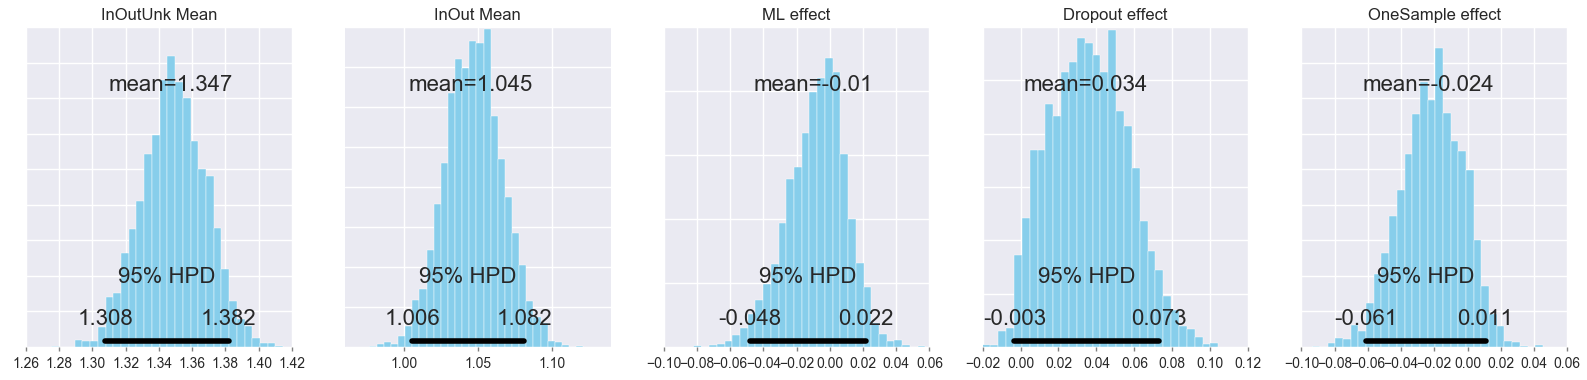 InOutUnk Mean
mean=1.347
95% HPD
1.308 1.382
1.26 1.28 1.30 1.32 1.34 1.36 1.38 1.40 1.42
InOut Mean
mean=1.045
95% HPD
1.006 1.082
1.00 1.05 1.10
ML effect
mean=-0.01
95% HPD
-0.048 0.022
−0.10 −0.08 −0.06 −0.04 −0.02 0.00 0.02 0.04 0.06
Dropout effect
mean=0.034
95% HPD
-0.003 0.073
−0.02 0.00 0.02 0.04 0.06 0.08 0.10 0.12
OneSample effect
mean=-0.024
95% HPD
-0.061 0.011
−0.10 −0.08 −0.06 −0.04 −0.02 0.00 0.02 0.04 0.06